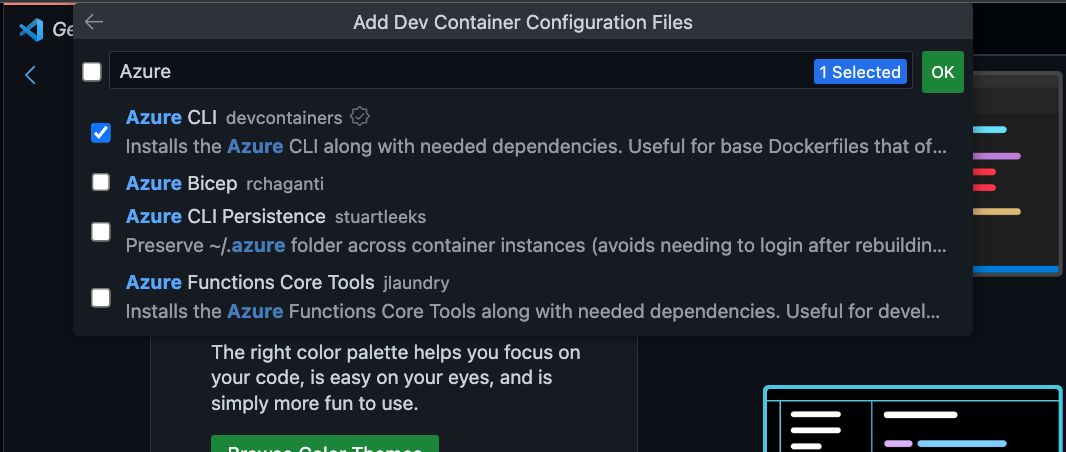 Add Dev Container Configuration Files
Ge
Azure
1 Selected
OK
Azure CLI devcontainers
Installs the Azure CLI along with needed dependencies. Useful for base Dockerfiles that of...
Azure Bicep rchaganti
Azure CLI Persistence stuartleeks
Preserve ~/.azure folder across container instances (avoids needing to login after rebuildin...
Azure Functions Core Tools jlaundry
Installs the Azure Functions Core Tools along with needed dependencies. Useful for devel...
The right color palette helps you focus on
your code, is easy on your eyes, and is
simply more fun to use.
Browse Color Themes